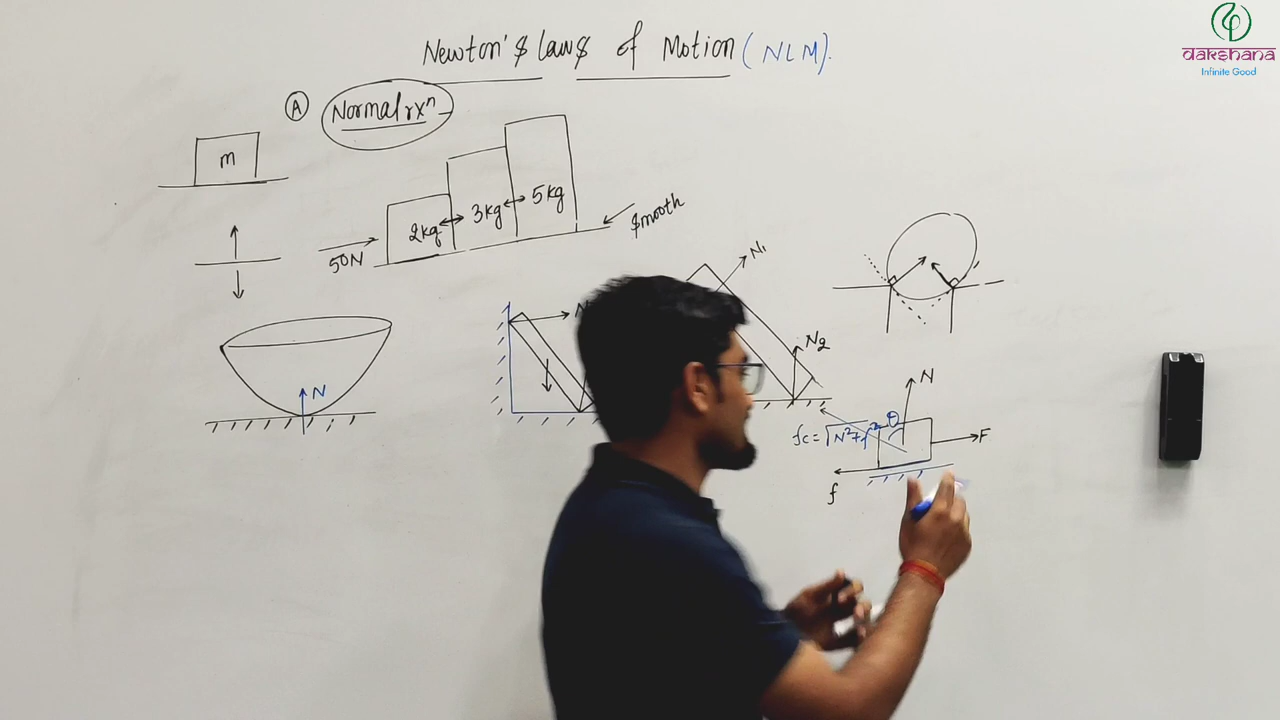 Newton's Laws of Motion (NLM).
dakshana
Infinite Good
A Normal rxⁿ
m
2kg 3kg 5kg
50N
smooth
N
N₁
N₂
N
θ
fc = √N²+f²
F
f